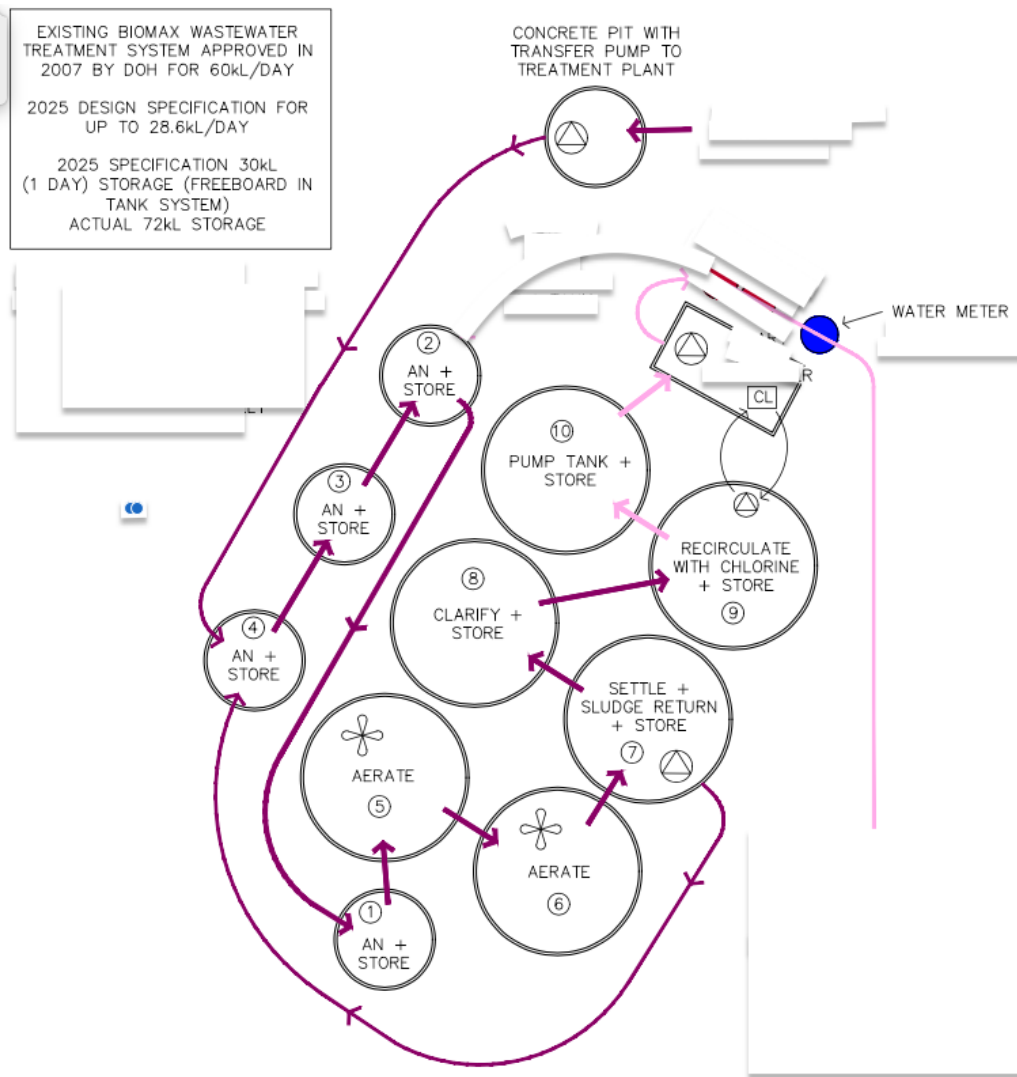 EXISTING BIOMAX WASTEWATER
TREATMENT SYSTEM APPROVED IN
2007 BY DOH FOR 60kL/DAY
2025 DESIGN SPECIFICATION FOR
UP TO 28.6kL/DAY
2025 SPECIFICATION 30kL
(1 DAY) STORAGE (FREEBOARD IN
TANK SYSTEM)
ACTUAL 72kL STORAGE
CONCRETE PIT WITH
TRANSFER PUMP TO
TREATMENT PLANT
WATER METER
CL
2
AN +
STORE
10
PUMP TANK +
STORE
3
AN +
STORE
RECIRCULATE
WITH CHLORINE
+ STORE
9
8
CLARIFY +
STORE
4
AN +
STORE
SETTLE +
SLUDGE RETURN
+ STORE
7
AERATE
5
AERATE
6
1
AN +
STORE